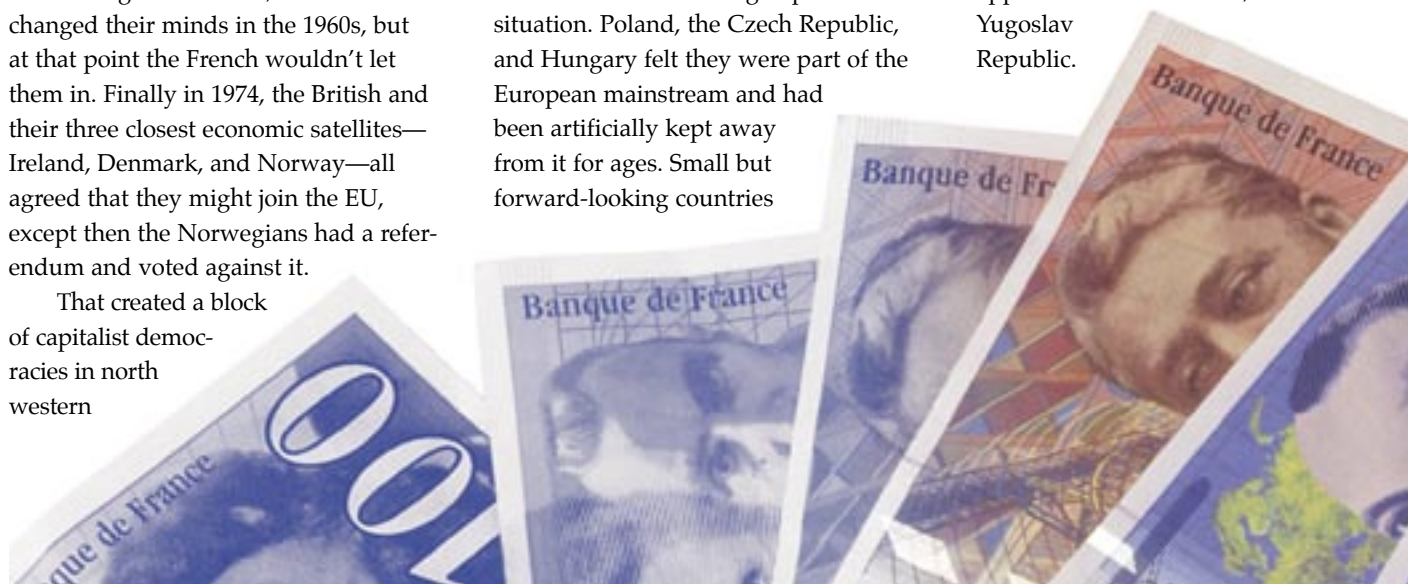 changed their minds in the 1960s, but
at that point the French wouldn't let
them in. Finally in 1974, the British and
their three closest economic satellites—
Ireland, Denmark, and Norway—all
agreed that they might join the EU,
except then the Norwegians had a refer-
endum and voted against it.
That created a block
of capitalist democ-
racies in north
western
situation. Poland, the Czech Republic,
and Hungary felt they were part of the
European mainstream and had
been artificially kept away
from it for ages. Small but
forward-looking countries
Yugoslav
Republic.
que de France
00
Banque de France
Banque de Fr
Banque de France